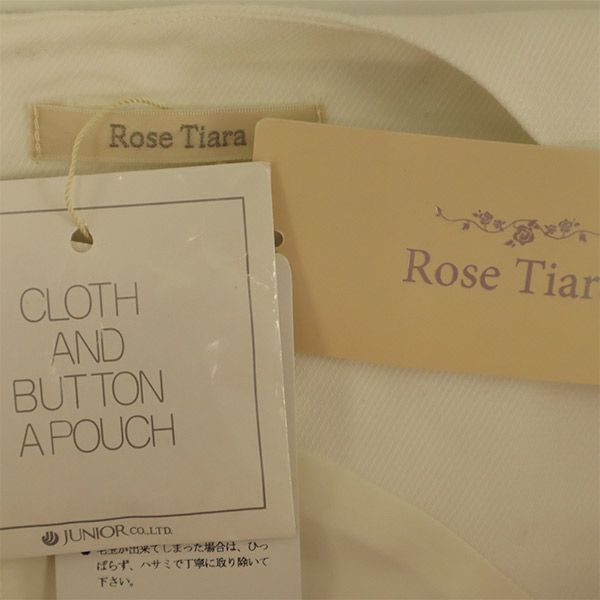 Rose Tiara
Rose Tiar
CLOTH
AND
BUTTON
A POUCH
JUNIOR CO.,LTD.
● 毛玉が出来てしまった場合は、ひっ
ぱらず、ハサミで丁寧に取り除いて
下さい。